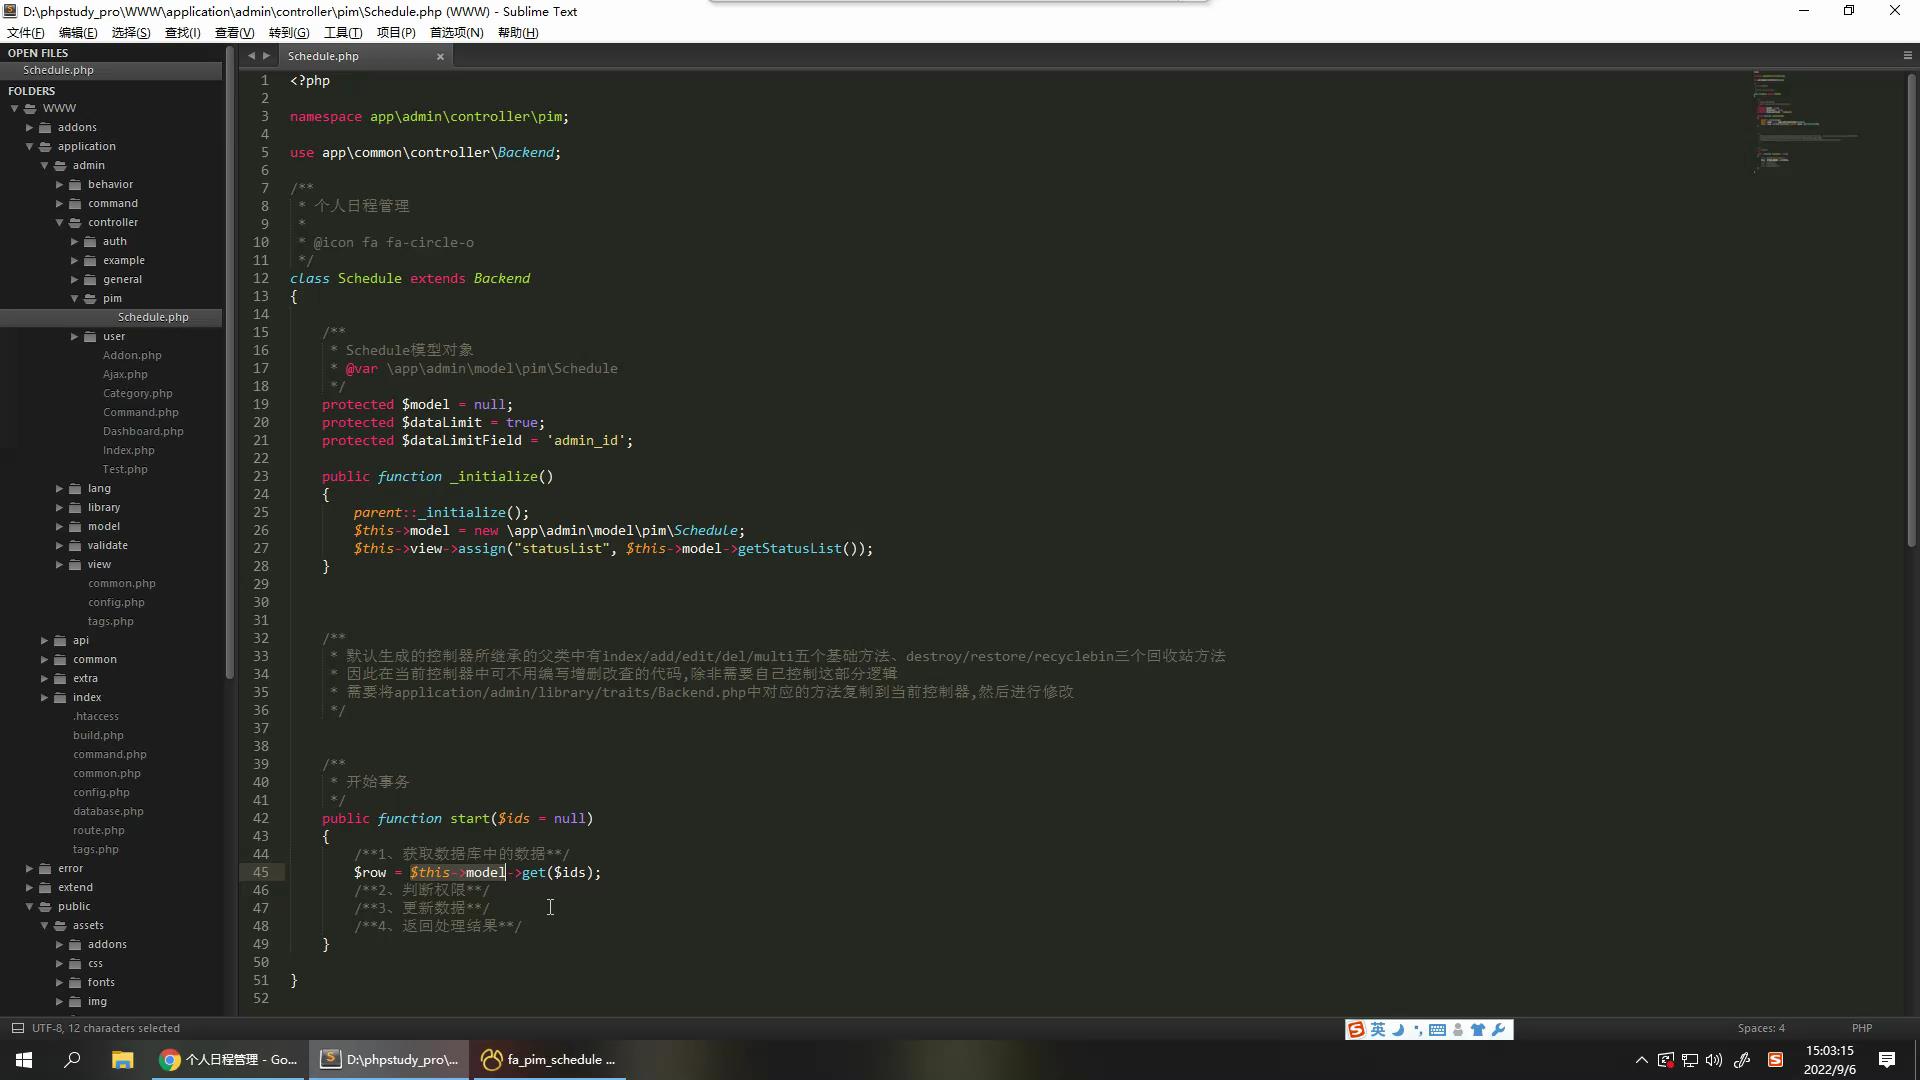 D:\phpstudy_pro\WWW\application\admin\controller\pim\Schedule.php (WWW) - Sublime Text
文件(F) 编辑(E) 选择(S) 查找(I) 查看(V) 转到(G) 工具(T) 项目(P) 首选项(N) 帮助(H)
OPEN FILES
Schedule.php
FOLDERS
WWW
addons
application
admin
behavior
command
controller
auth
example
general
pim
Schedule.php
user
Addon.php
Ajax.php
Category.php
Command.php
Dashboard.php
Index.php
Test.php
lang
library
model
validate
view
common.php
config.php
tags.php
api
common
extra
index
.htaccess
build.php
command.php
common.php
config.php
database.php
route.php
tags.php
error
extend
public
assets
addons
css
fonts
img
Schedule.php
1 <?php
2
3 namespace app\admin\controller\pim;
4
5 use app\common\controller\Backend;
6
7 /**
8 * 个人日程管理
9 *
10 * @icon fa fa-circle-o
11 */
12 class Schedule extends Backend
13 {
14
15 /**
16 * Schedule模型对象
17 * @var \app\admin\model\pim\Schedule
18 */
19 protected $model = null;
20 protected $dataLimit = true;
21 protected $dataLimitField = 'admin_id';
22
23 public function _initialize()
24 {
25 parent::_initialize();
26 $this->model = new \app\admin\model\pim\Schedule;
27 $this->view->assign("statusList", $this->model->getStatusList());
28 }
29
30
31
32 /**
33 * 默认生成的控制器所继承的父类中有index/add/edit/del/multi五个基础方法、destroy/restore/recyclebin三个回收站方法
34 * 因此在当前控制器中可不用编写增删改查的代码,除非需要自己控制这部分逻辑
35 * 需要将application/admin/library/traits/Backend.php中对应的方法复制到当前控制器,然后进行修改
36 */
37
38
39 /**
40 * 开始事务
41 */
42 public function start($ids = null)
43 {
44 /**1、获取数据库中的数据**/
45 $row = $this->model->get($ids);
46 /**2、判断权限**/
47 /**3、更新数据**/
48 /**4、返回处理结果**/
49 }
50
51 }
52
UTF-8, 12 characters selected
英
Spaces: 4
PHP
个人日程管理 - Go...
D:\phpstudy_pro\...
fa_pim_schedule ...
15:03:15
2022/9/6